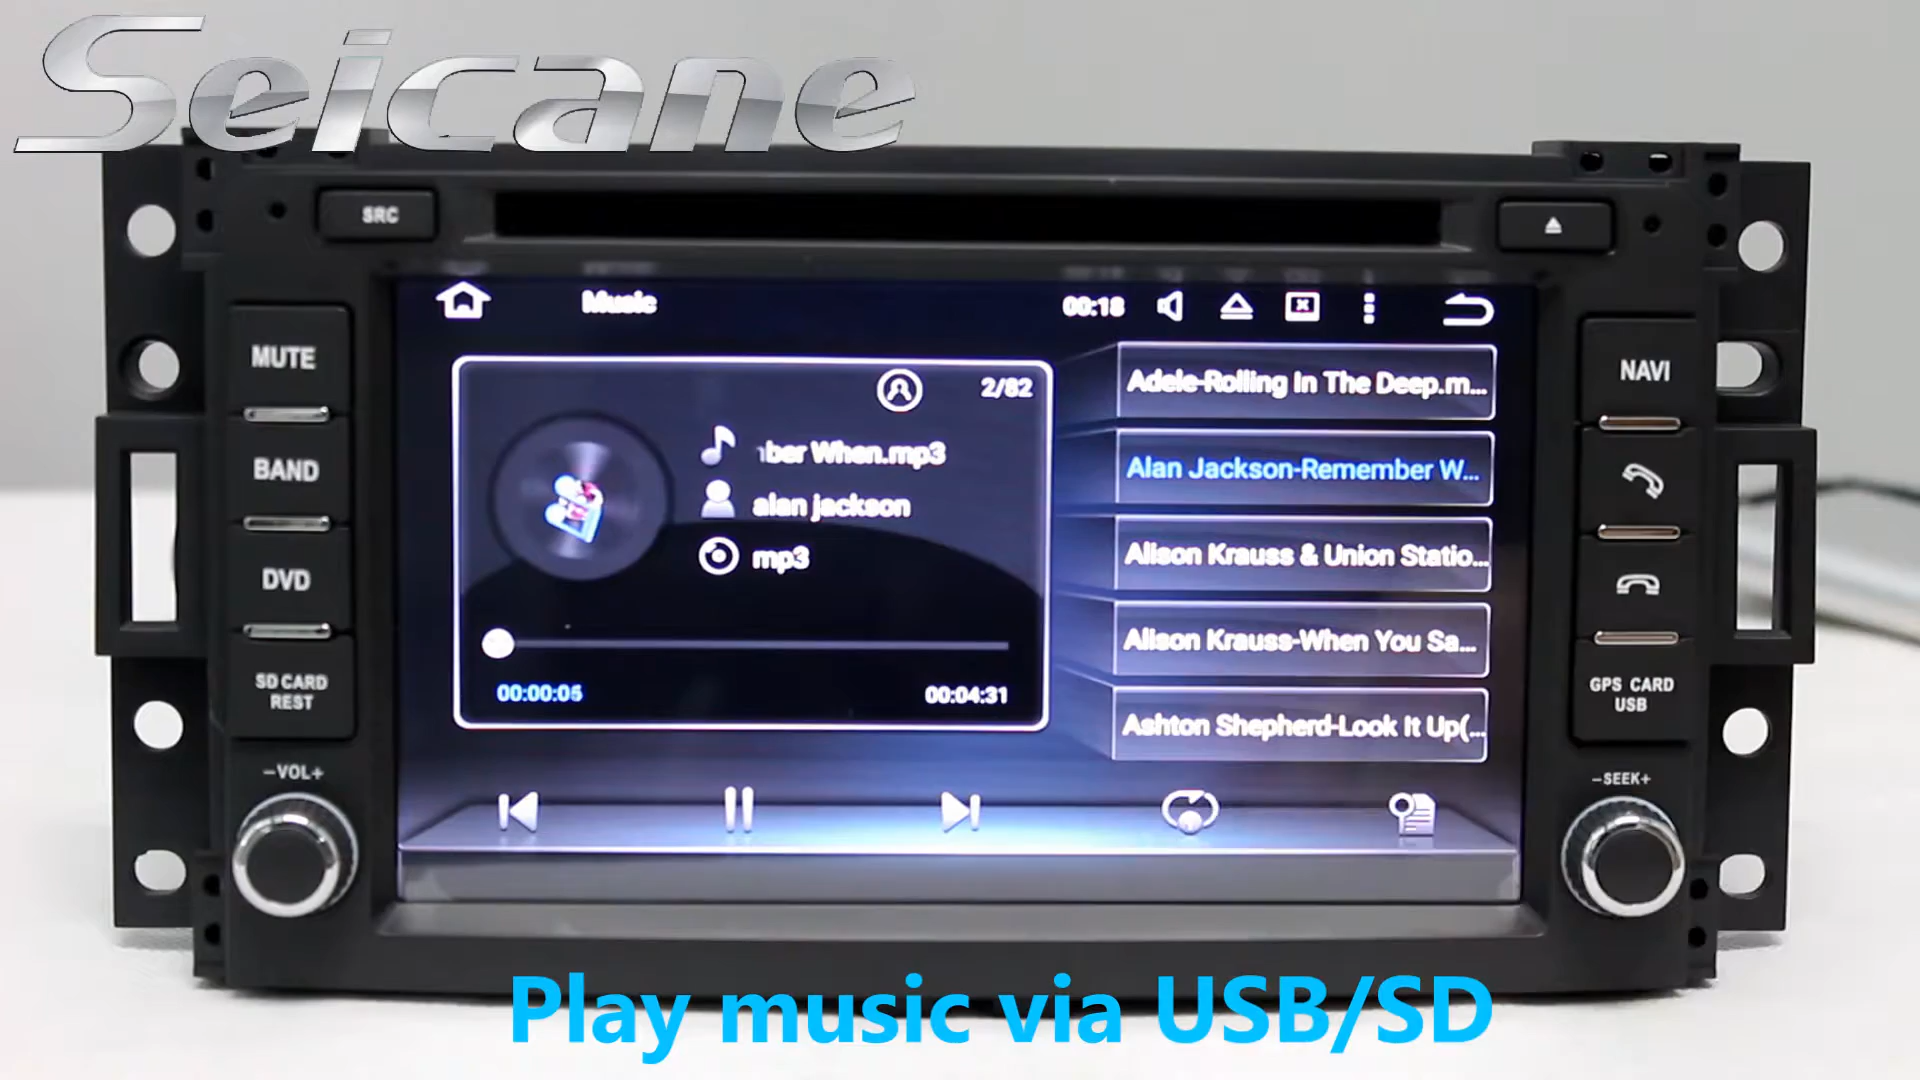 Seicane
SRC
MUTE
BAND
DVD
SD CARD
REST
–VOL+
Music
00:18
2/82
ber When.mp3
alan jackson
mp3
00:00:05
00:04:31
Adele-Rolling In The Deep.m...
Alan Jackson-Remember W...
Alison Krauss & Union Statio...
Alison Krauss-When You Sa...
Ashton Shepherd-Look It Up(...
NAVI
GPS CARD
USB
–SEEK+
Play music via USB/SD